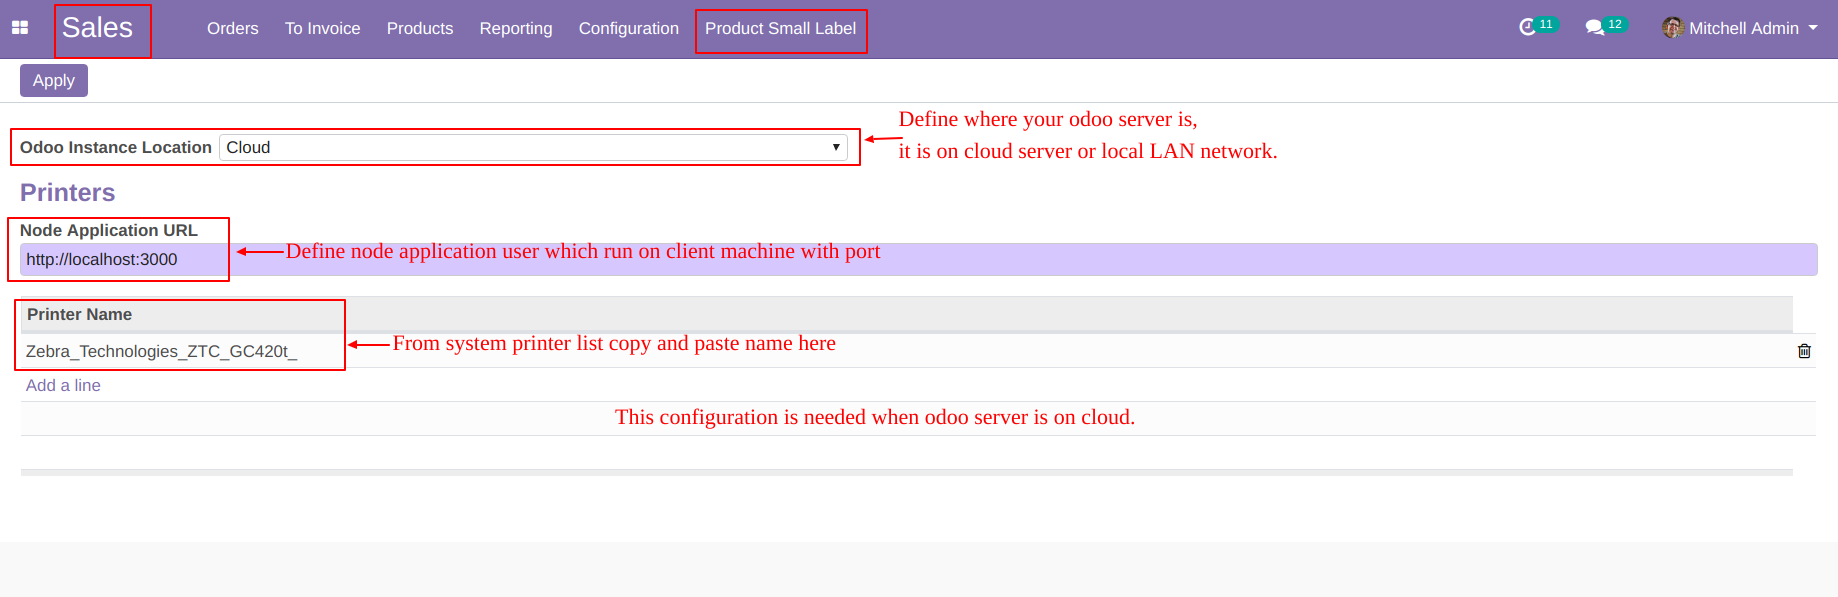 Sales Orders To Invoice Products Reporting Configuration Product Small Label 11 12 Mitchell Admin
Apply
Define where your odoo server is,
Odoo Instance Location Cloud
it is on cloud server or local LAN network.
Printers
Node Application URL
http://localhost:3000
Define node application user which run on client machine with port
Printer Name
Zebra_Technologies_ZTC_GC420t_
From system printer list copy and paste name here
Add a line
This configuration is needed when odoo server is on cloud.